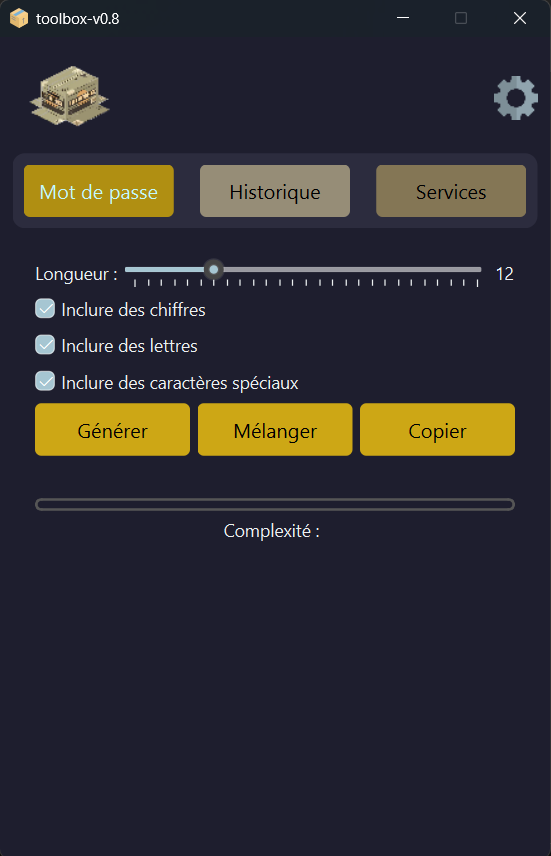 toolbox-v0.8
Mot de passe Historique Services
Longueur : 12
Inclure des chiffres
Inclure des lettres
Inclure des caractères spéciaux
Générer Mélanger Copier
Complexité :